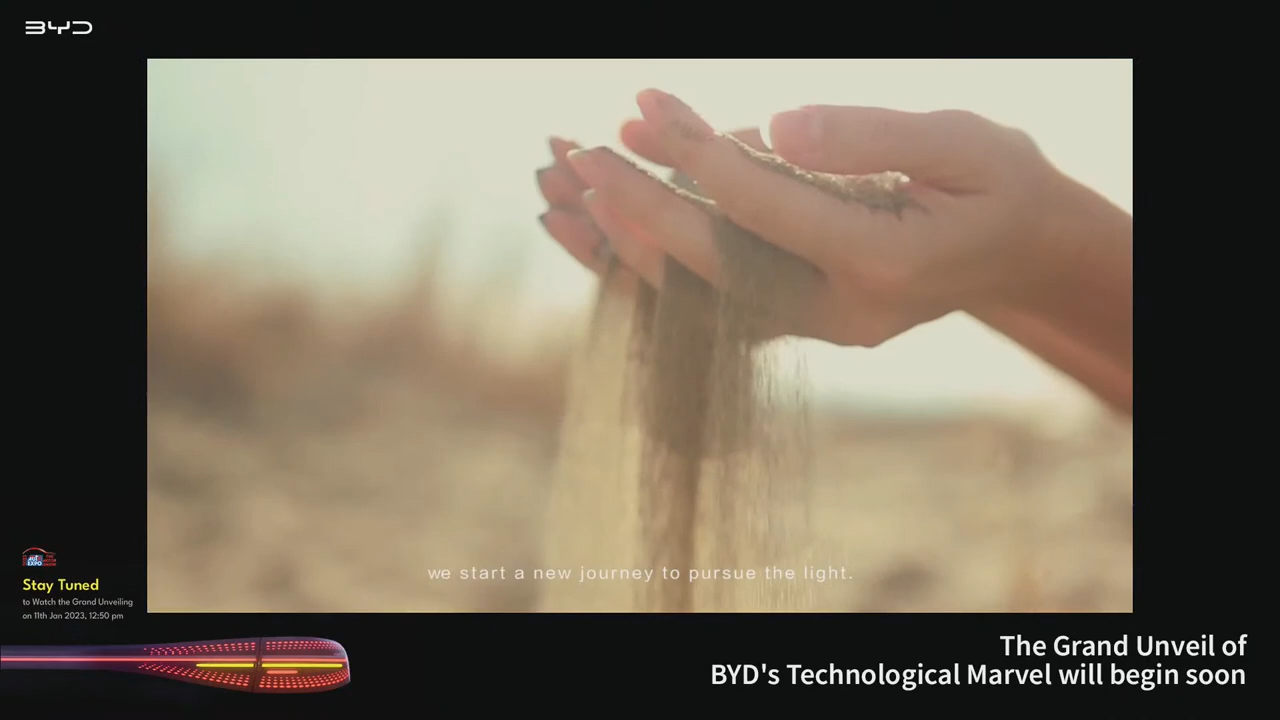 BYD
we start a new journey to pursue the light.
EXPO
Stay Tuned
to Watch the Grand Unveiling
on 11th Jan 2023, 12:50 pm
The Grand Unveil of
BYD's Technological Marvel will begin soon